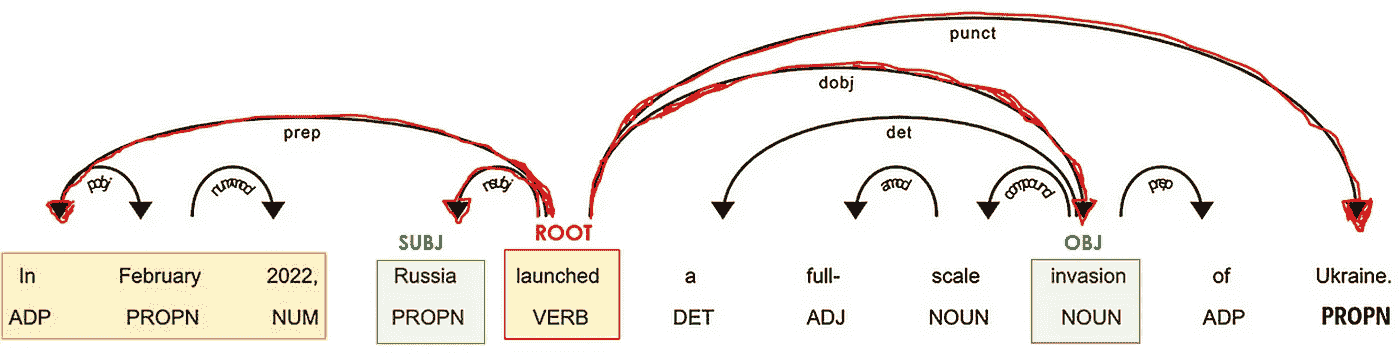 punct
dobj
prep
det
pobj
nummod
nsubj
amod
compound
prep
SUBJ
ROOT
OBJ
In February 2022, Russia launched a full- scale invasion of Ukraine.
ADP PROPN NUM PROPN VERB DET ADJ NOUN NOUN ADP PROPN